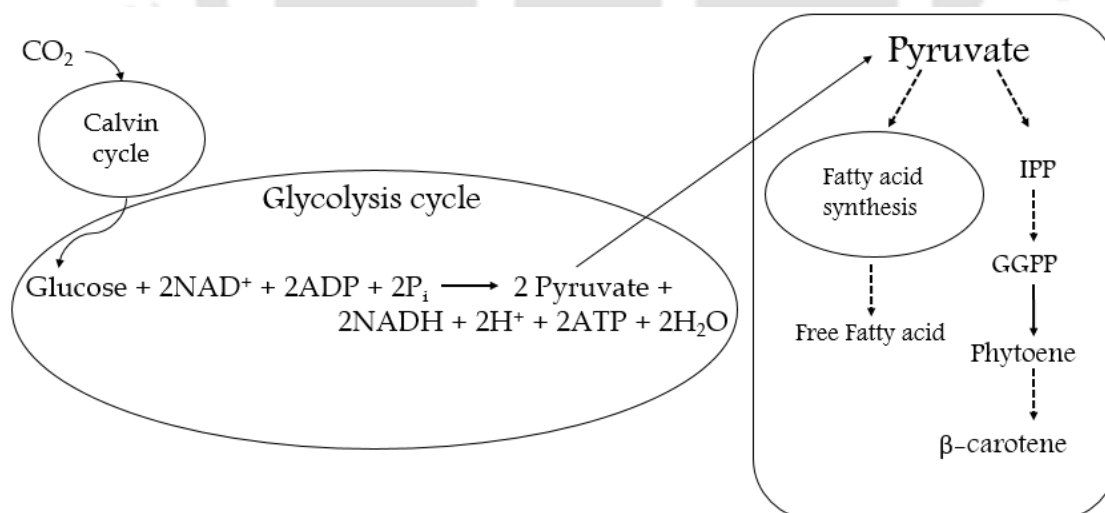 CO₂
Calvin
cycle
Glycolysis cycle
Glucose + 2NAD⁺ + 2ADP + 2Pᵢ → 2 Pyruvate +
2NADH + 2H⁺ + 2ATP + 2H₂O
Pyruvate
Fatty acid
synthesis
Free Fatty acid
IPP
GGPP
Phytoene
β-carotene